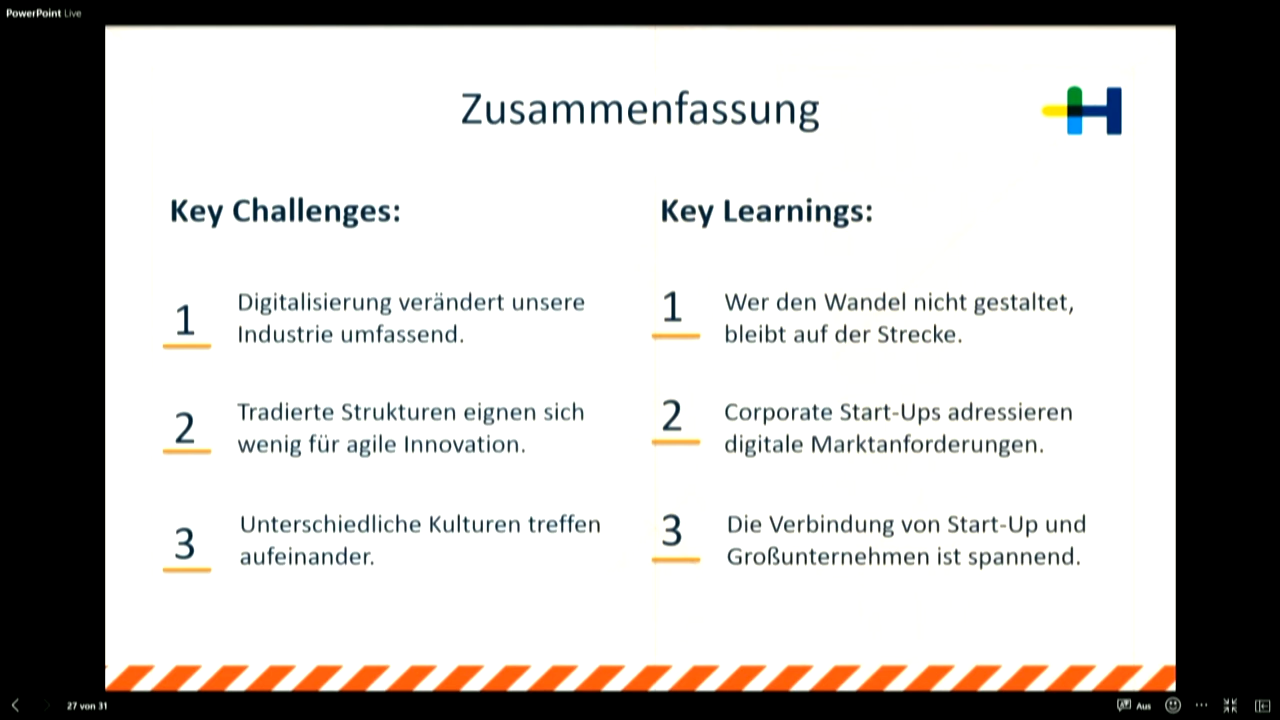 PowerPoint Live
Zusammenfassung
Key Challenges:
1
Digitalisierung verändert unsere
Industrie umfassend.
2
Tradierte Strukturen eignen sich
wenig für agile Innovation.
3
Unterschiedliche Kulturen treffen
aufeinander.
Key Learnings:
1
Wer den Wandel nicht gestaltet,
bleibt auf der Strecke.
2
Corporate Start-Ups adressieren
digitale Marktanforderungen.
3
Die Verbindung von Start-Up und
Großunternehmen ist spannend.
27 von 31
Aus